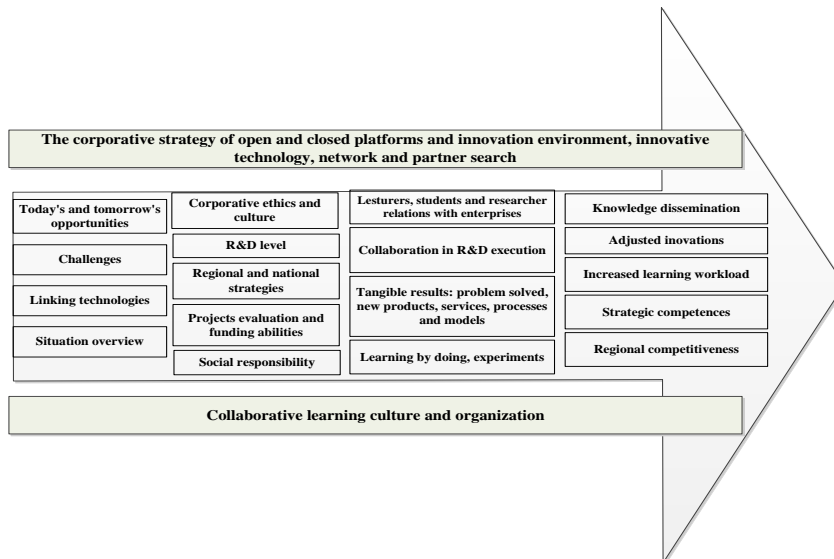 The corporative strategy of open and closed platforms and innovation environment, innovative
technology, network and partner search
Today's and tomorrow's
opportunities
Challenges
Linking technologies
Situation overview
Corporative ethics and
culture
R&D level
Regional and national
strategies
Projects evaluation and
funding abilities
Social responsibility
Lesturers, students and researcher
relations with enterprises
Collaboration in R&D execution
Tangible results: problem solved,
new products, services, processes
and models
Learning by doing, experiments
Knowledge dissemination
Adjusted inovations
Increased learning workload
Strategic competences
Regional competitiveness
Collaborative learning culture and organization